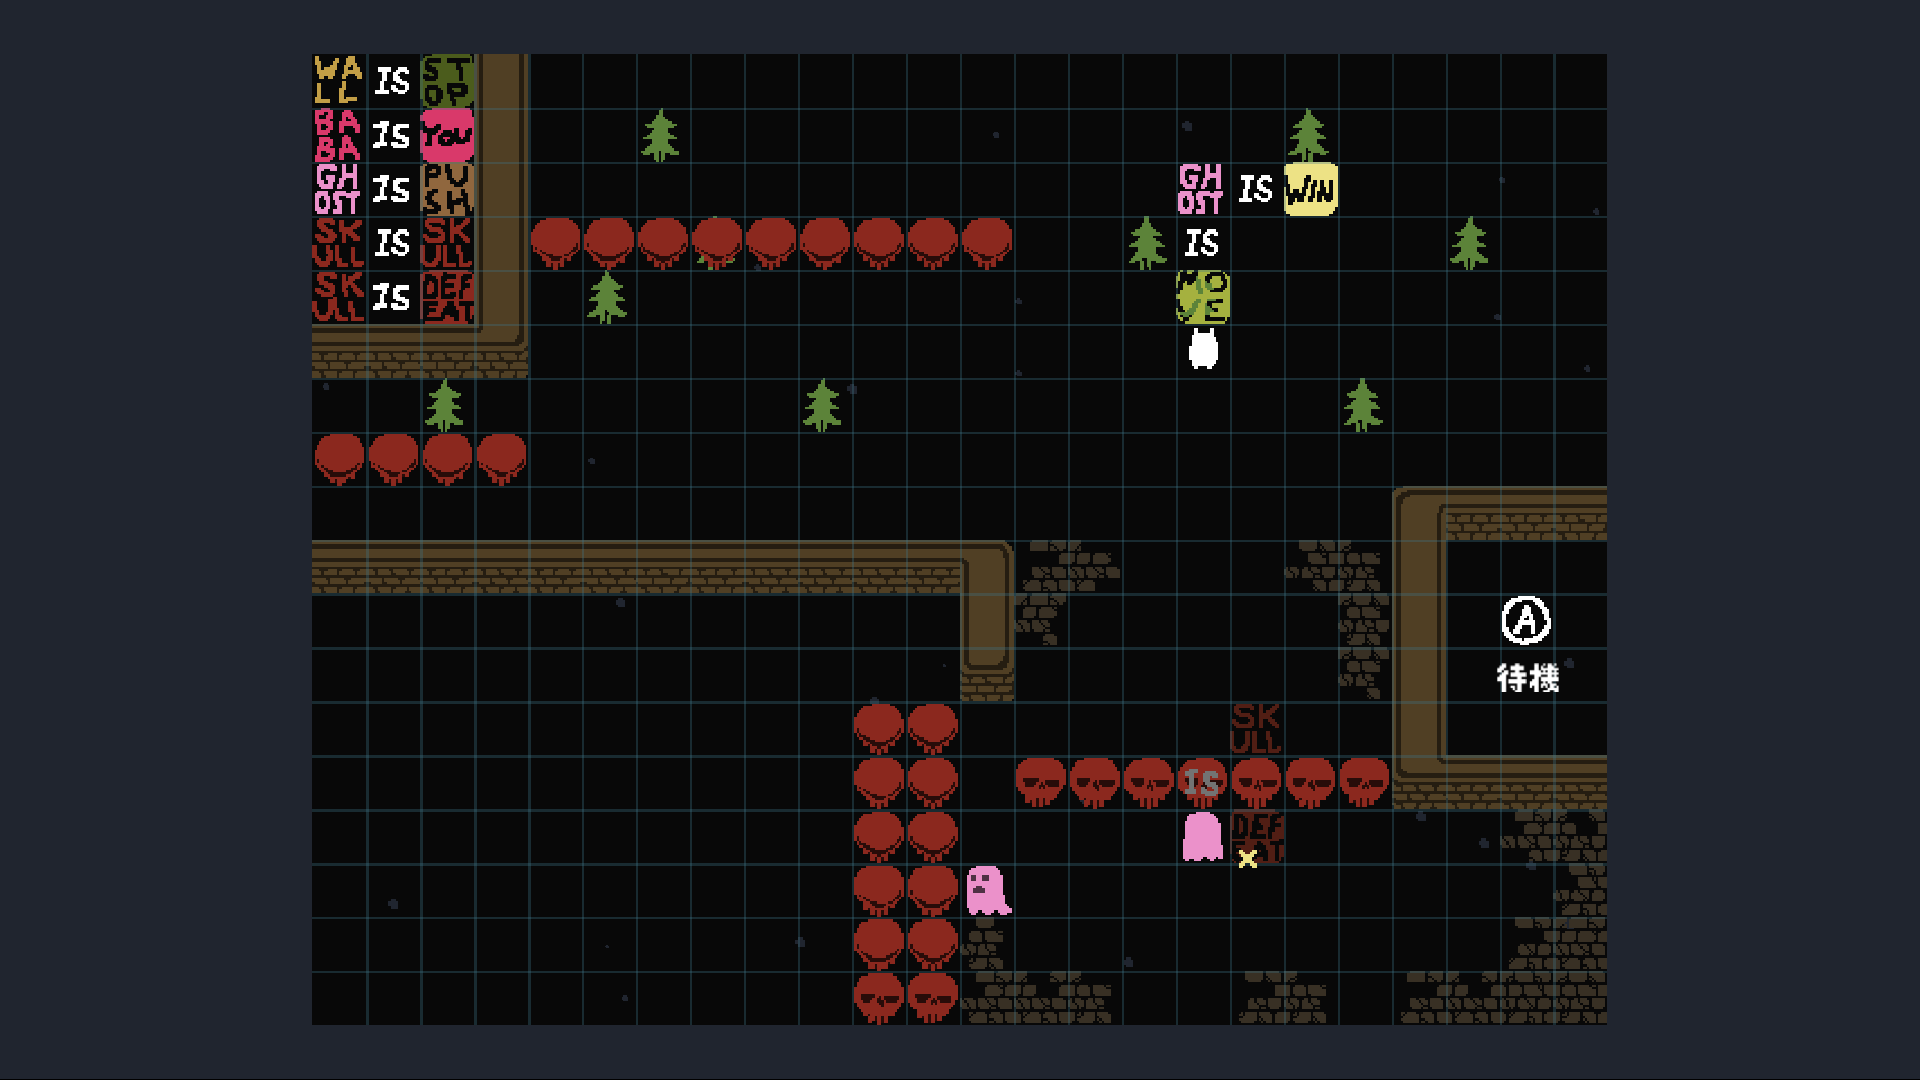 WALL IS STOP
BABA IS YOU
GHOST IS PUSH
SKULL IS SKULL
SKULL IS DEFEAT
GHOST IS WIN
IS
MOVE
A
待機
SKULL
IS
DEFEAT